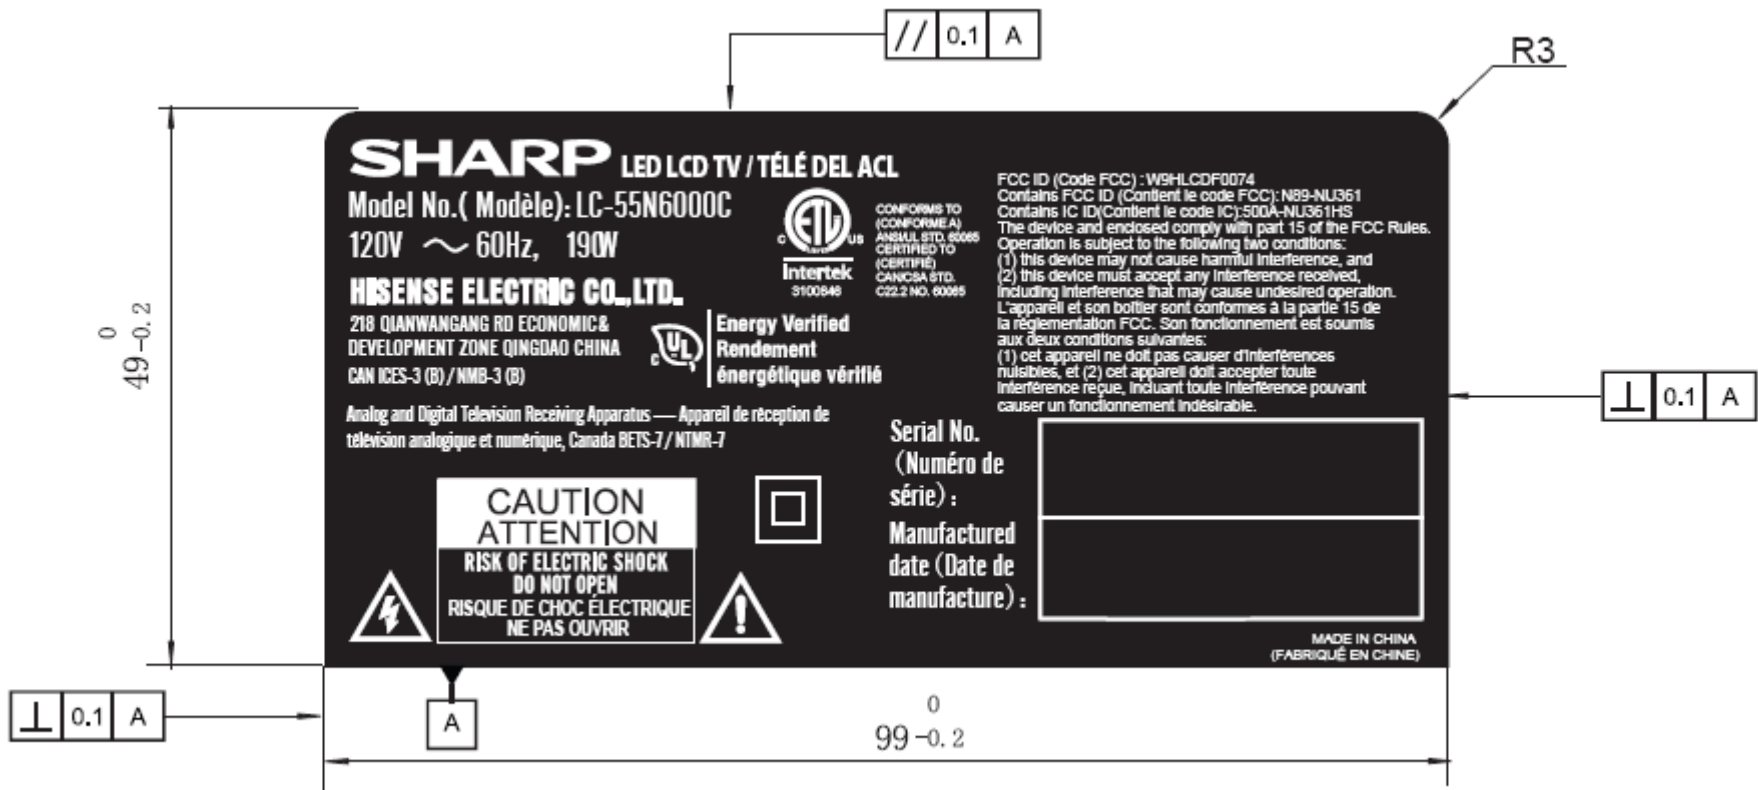 // 0.1 A
R3
SHARP LED LCD TV / TÉLÉ DEL ACL
Model No.( Modèle): LC-55N6000C
120V ～ 60Hz, 190W
HISENSE ELECTRIC CO.,LTD.
218 QIANWANGANG RD ECONOMIC &
DEVELOPMENT ZONE QINGDAO CHINA
CAN ICES-3 (B) / NMB-3 (B)
ETL
C US
Intertek
3100646
CONFORMS TO
(CONFORME A)
ANSI/UL STD. 60065
CERTIFIED TO
(CERTIFIÉ)
CAN/CSA STD.
C22.2 NO. 60065
C UL
Energy Verified
Rendement
énergétique vérifié
Analog and Digital Television Receiving Apparatus — Appareil de réception de
télévision analogique et numérique, Canada BETS-7 / NTMR-7
FCC ID (Code FCC) : W9HLCDF0074
Contains FCC ID (Contient le code FCC): N89-NU361
Contains IC ID(Contient le code IC):500A-NU361HS
The device and enclosed comply with part 15 of the FCC Rules.
Operation is subject to the following two conditions:
(1) this device may not cause harmful interference, and
(2) this device must accept any interference received,
including interference that may cause undesired operation.
L'appareil et son boîtier sont conformes à la partie 15 de
la réglementation FCC. Son fonctionnement est soumis
aux deux conditions suivantes:
(1) cet appareil ne doit pas causer d'interférences
nuisibles, et (2) cet appareil doit accepter toute
interférence reçue, incluant toute interférence pouvant
causer un fonctionnement indésirable.
CAUTION
ATTENTION
RISK OF ELECTRIC SHOCK
DO NOT OPEN
RISQUE DE CHOC ÉLECTRIQUE
NE PAS OUVRIR
Serial No.
(Numéro de
série) :
Manufactured
date (Date de
manufacture) :
MADE IN CHINA
(FABRIQUÉ EN CHINE)
0
49-0.2
⊥ 0.1 A
⊥ 0.1 A
A
0
99-0.2